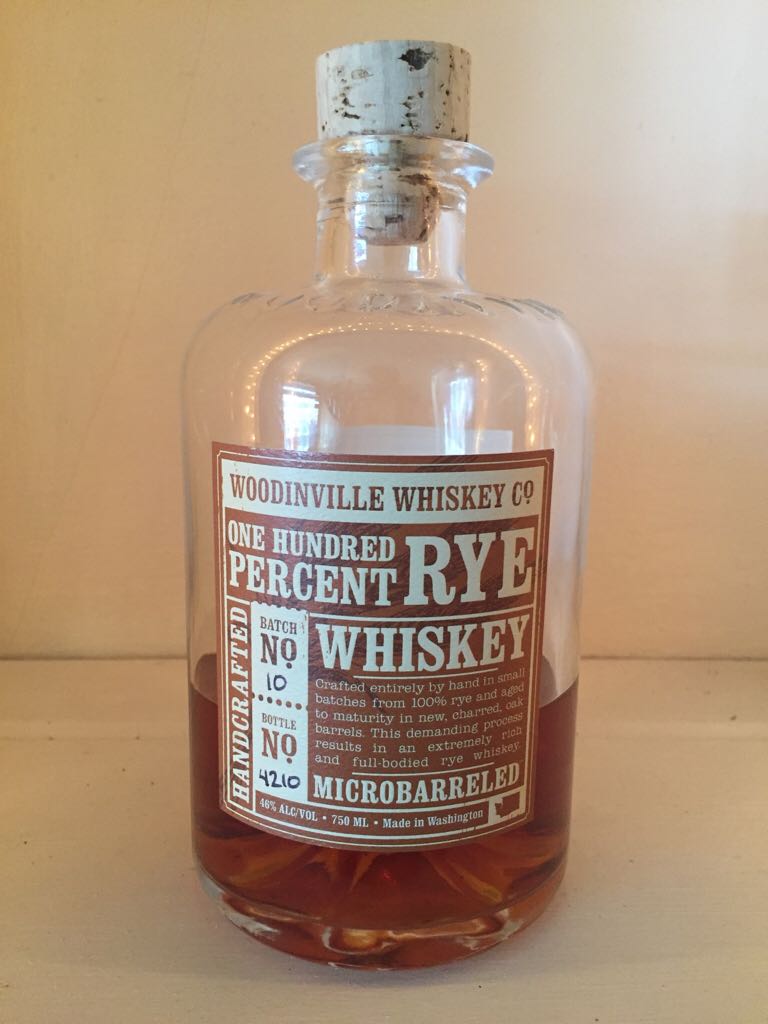 WOODINVILLE WHISKEY Cº
ONE HUNDRED
PERCENT RYE
HANDCRAFTED
BATCH
Nº
10
BOTTLE
Nº
4210
WHISKEY
Crafted entirely by hand in small
batches from 100% rye and aged
to maturity in new, charred, oak
barrels. This demanding process
results in an extremely rich
and full-bodied rye whiskey.
MICROBARRELED
46% ALC/VOL • 750 ML • Made in Washington